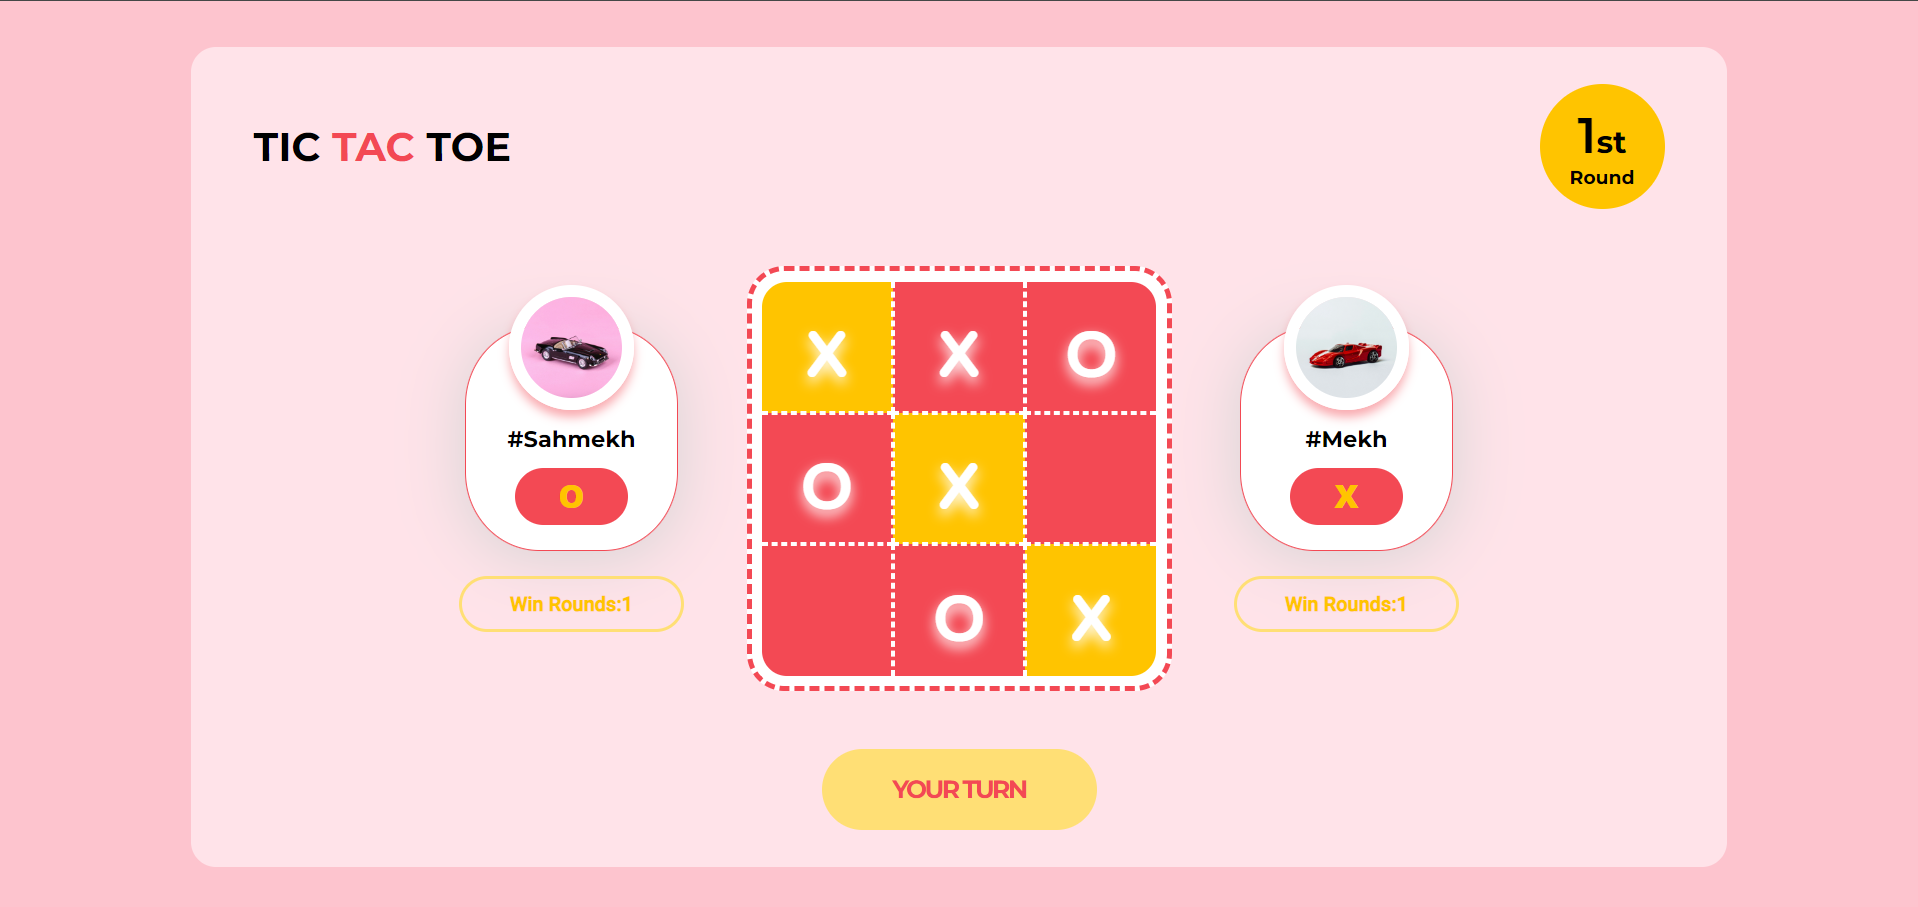 TIC TAC TOE
1st
Round
X X O
O X
O X
#Sahmekh
O
Win Rounds:1
#Mekh
X
Win Rounds:1
YOUR TURN